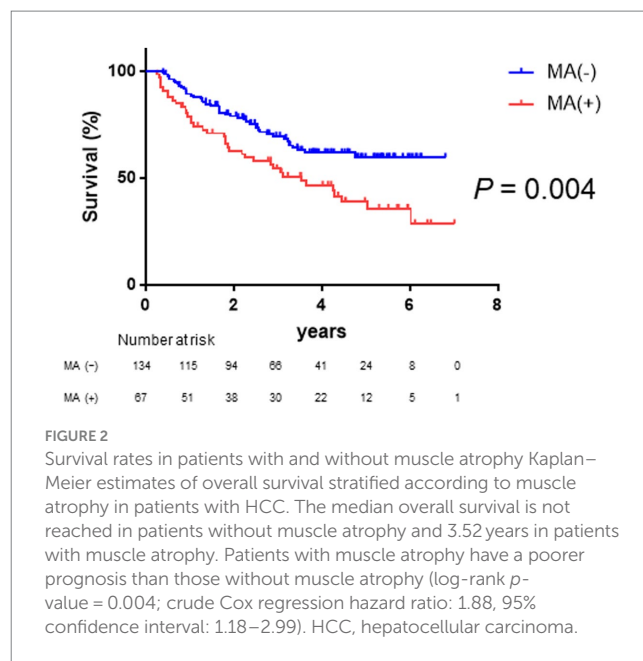 100
50
0
Survival (%)
MA(-)
MA(+)
P = 0.004
0 2 4 6 8
years
Number at risk
MA (-) 134 115 94 66 41 24 8 0
MA (+) 67 51 38 30 22 12 5 1
FIGURE 2
Survival rates in patients with and without muscle atrophy Kaplan–
Meier estimates of overall survival stratified according to muscle
atrophy in patients with HCC. The median overall survival is not
reached in patients without muscle atrophy and 3.52 years in patients
with muscle atrophy. Patients with muscle atrophy have a poorer
prognosis than those without muscle atrophy (log-rank p-
value = 0.004; crude Cox regression hazard ratio: 1.88, 95%
confidence interval: 1.18–2.99). HCC, hepatocellular carcinoma.